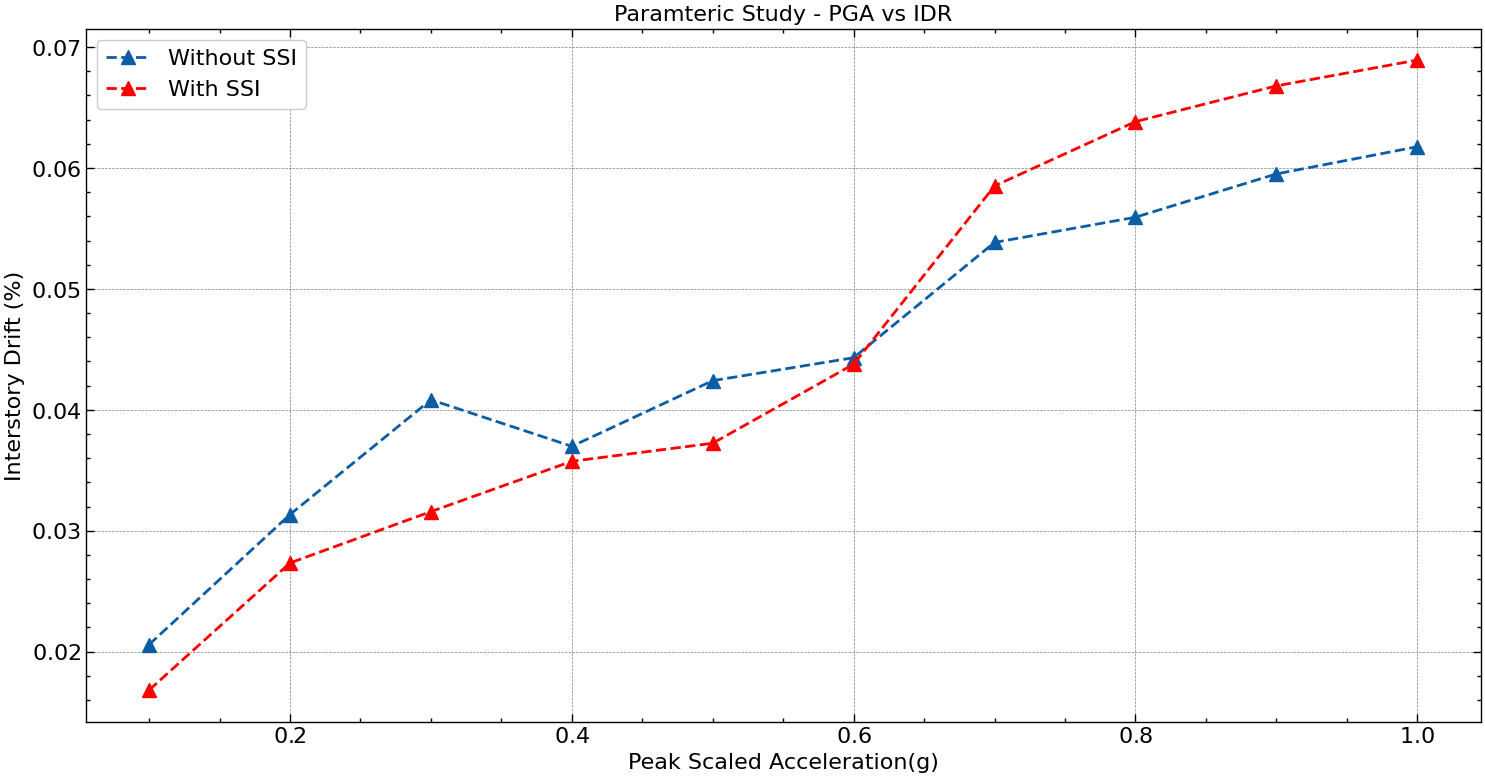 Paramteric Study - PGA vs IDR
Without SSI
With SSI
0.07
0.06
0.05
0.04
0.03
0.02
Interstory Drift (%)
0.2
0.4
0.6
0.8
1.0
Peak Scaled Acceleration(g)